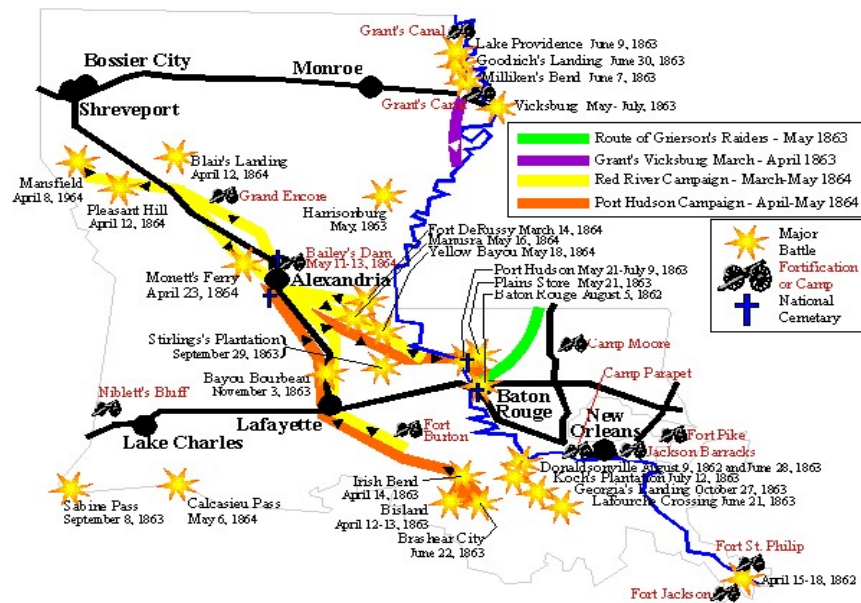 Grant's Canal
Lake Providence June 9, 1863
Goodrich's Landing June 30, 1863
Milliken's Bend June 7, 1863
Bossier City
Monroe
Shreveport
Grant's Canal
Vicksburg May- July, 1863
Route of Grierson's Raiders - May 1863
Grant's Vicksburg March - April 1863
Red River Campaign - March-May 1864
Port Hudson Campaign - April-May 1864
Major
Battle
Fortification
or Camp
National
Cemetary
Blair's Landing
April 12, 1864
Mansfield
April 8, 1964
Pleasant Hill
April 12, 1864
Grand Encore
Harrisonburg
May, 1863
Fort DeRussy March 14, 1864
Mansura May 16, 1864
Yellow Bayou May 18, 1864
Bailey's Dam
May 11-13, 1864
Alexandria
Monett's Ferry
April 23, 1864
Port Hudson May 21-July 9, 1863
Plains Store May 21, 1863
Baton Rouge August 5, 1862
Stirlings's Plantation
September 29, 1863
Camp Moore
Camp Parapet
Bayou Bourbeau
November 3, 1863
Niblett's Bluff
Baton
Rouge
New
Orleans
Lafayette
Lake Charles
Fort
Burton
Fort Pike
Jackson Barracks
Donaldsonville August 9, 1862 and June 28, 1863
Koch's Plantation July 12, 1863
Georgia's Landing October 27, 1863
Lafourche Crossing June 21, 1863
Irish Bend
April 14, 1863
Bisland
April 12-13, 1863
Brashear City
June 22, 1863
Sabine Pass
September 8, 1863
Calcasieu Pass
May 6, 1864
Fort St. Philip
April 15-18, 1862
Fort Jackson